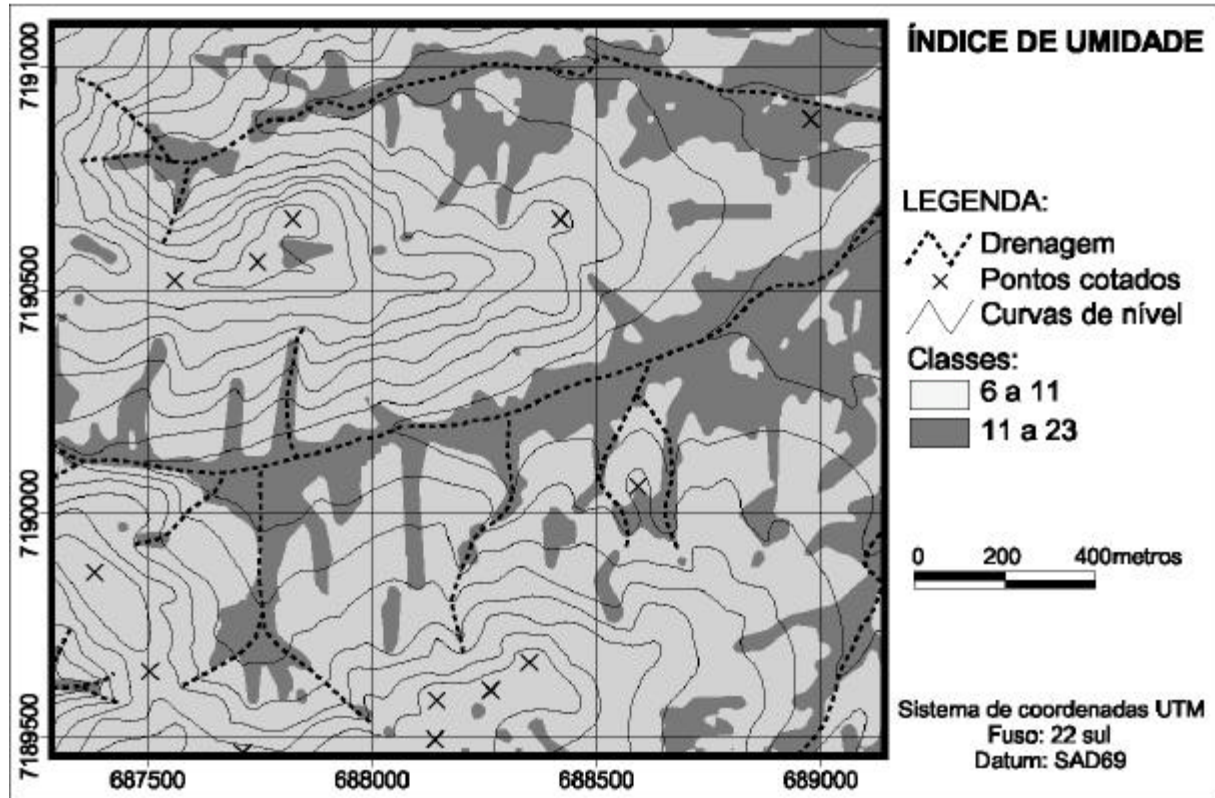 ÍNDICE DE UMIDADE
LEGENDA:
Drenagem
Pontos cotados
Curvas de nível
Classes:
6 a 11
11 a 23
0 200 400metros
Sistema de coordenadas UTM
Fuso: 22 sul
Datum: SAD69
7191000
7190500
7190000
7189500
687500 688000 688500 689000